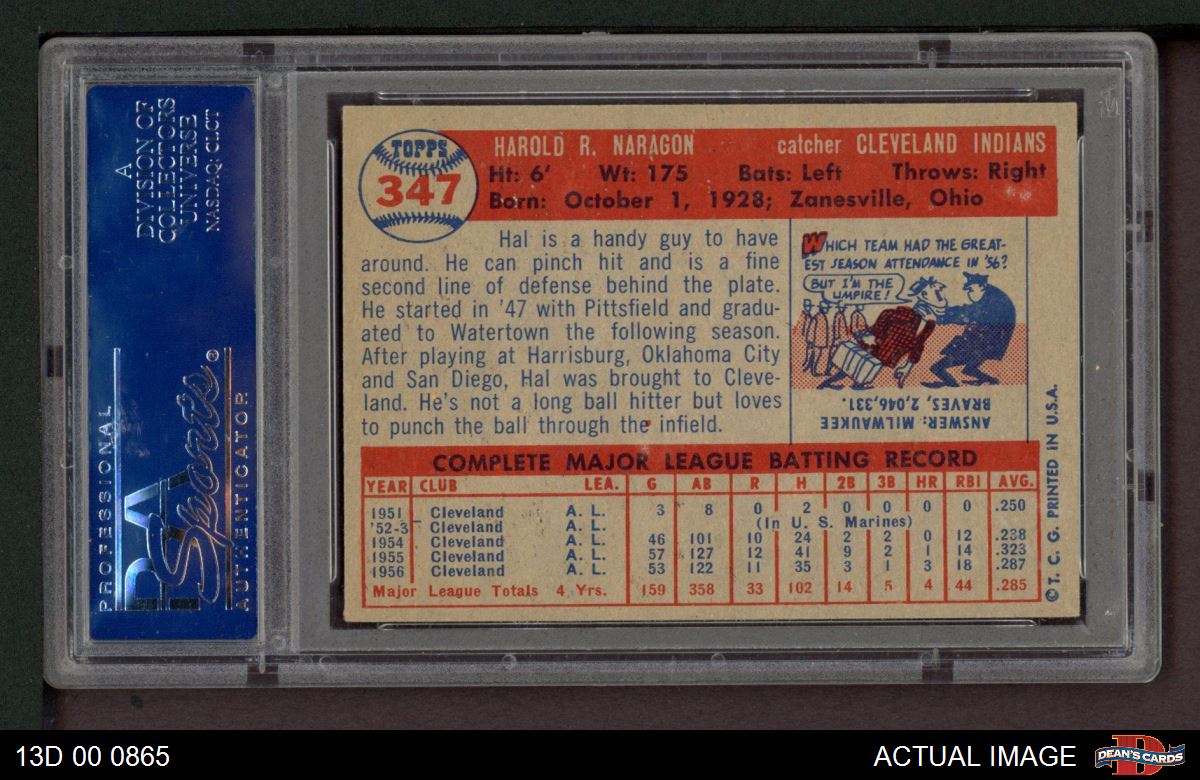 A
DIVISION OF
COLLECTORS
UNIVERSE
NASDAQ: CLCT
PROFESSIONAL
PSA
Sports®
AUTHENTICATOR
TOPPS
347
HAROLD R. NARAGON catcher CLEVELAND INDIANS
Ht: 6' Wt: 175 Bats: Left Throws: Right
Born: October 1, 1928; Zanesville, Ohio
Hal is a handy guy to have
around. He can pinch hit and is a fine
second line of defense behind the plate.
He started in '47 with Pittsfield and gradu-
ated to Watertown the following season.
After playing at Harrisburg, Oklahoma City
and San Diego, Hal was brought to Cleve-
land. He's not a long ball hitter but loves
to punch the ball through the infield.
WHICH TEAM HAD THE GREAT-
EST SEASON ATTENDANCE IN '56?
BUT I'M THE
UMPIRE!
ANSWER: MILWAUKEE
BRAVES, 2,046,331.
COMPLETE MAJOR LEAGUE BATTING RECORD
YEAR CLUB LEA. G AB R H 2B 3B HR RBI AVG.
1951 Cleveland A. L. 3 8 0 2 0 0 0 0 .250
'52-3 Cleveland A. L. (In U. S. Marines)
1954 Cleveland A. L. 46 101 10 24 2 2 0 12 .238
1955 Cleveland A. L. 57 127 12 41 9 2 1 14 .323
1956 Cleveland A. L. 53 122 11 35 3 1 3 18 .287
Major League Totals 4 Yrs. 159 358 33 102 14 5 4 44 .285
© T. C. G. PRINTED IN U.S.A.
13D 00 0865
ACTUAL IMAGE
D
DEAN'S CARDS